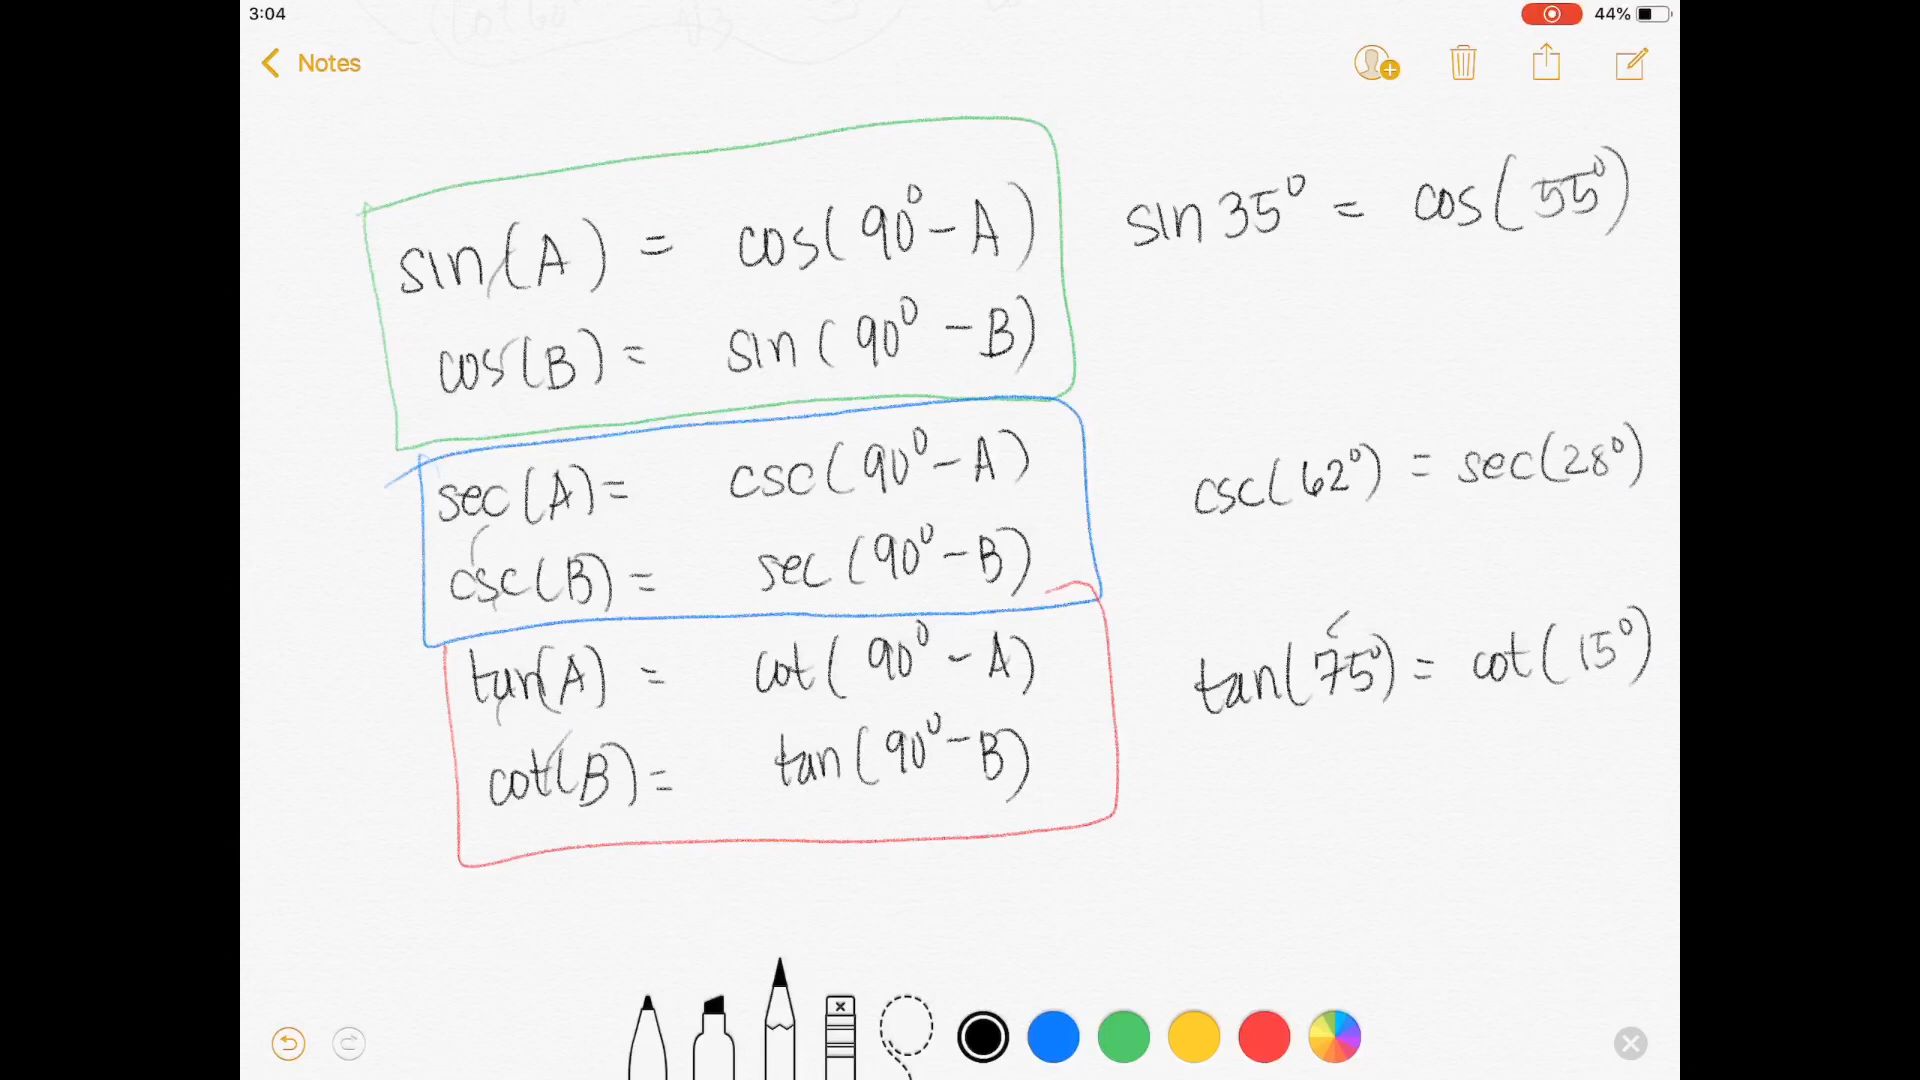 3:04
44%
Notes
sin(A) = cos(90° - A)
sin 35° = cos(55°)
cos(B) = sin(90° - B)
sec(A) = csc(90° - A)
csc(62°) = sec(28°)
csc(B) = sec(90° - B)
tan(A) = cot(90° - A)
tan(75°) = cot(15°)
cot(B) = tan(90° - B)